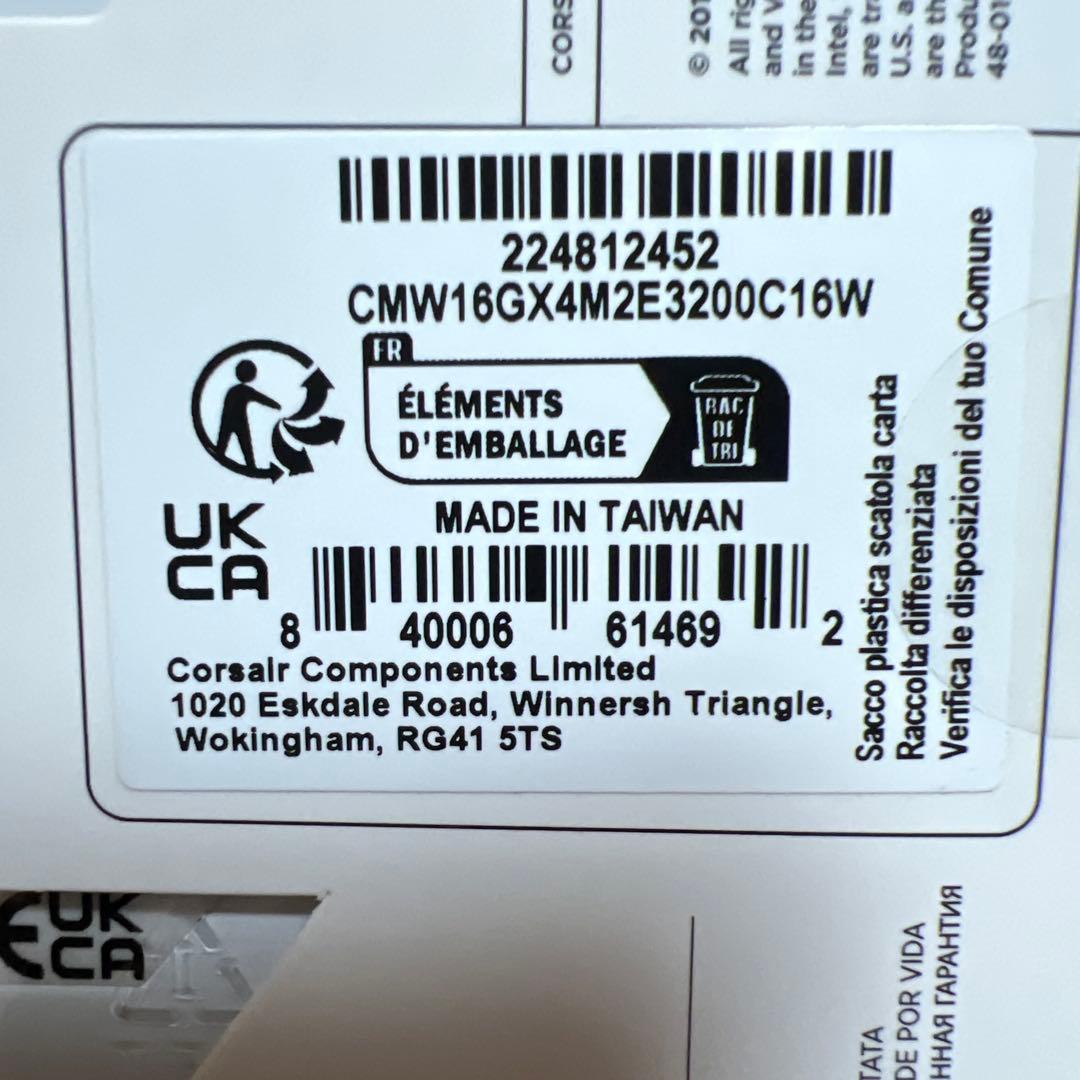 CORS
© 201
All rig
and
in the
Intel,
are tr
U.S. a
are th
Produ
48-01
224812452
CMW16GX4M2E3200C16W
FR
ÉLÉMENTS
D'EMBALLAGE
BAC
DE
TRI
UK
CA
MADE IN TAIWAN
8 40006 61469 2
Corsair Components Limited
1020 Eskdale Road, Winnersh Triangle,
Wokingham, RG41 5TS
Sacco plastica scatola carta
Raccolta differenziata
Verifica le disposizioni del tuo Comune
CE
UK
CA
TATA
DE POR VIDA
ННАЯ ГАРАНТИЯ